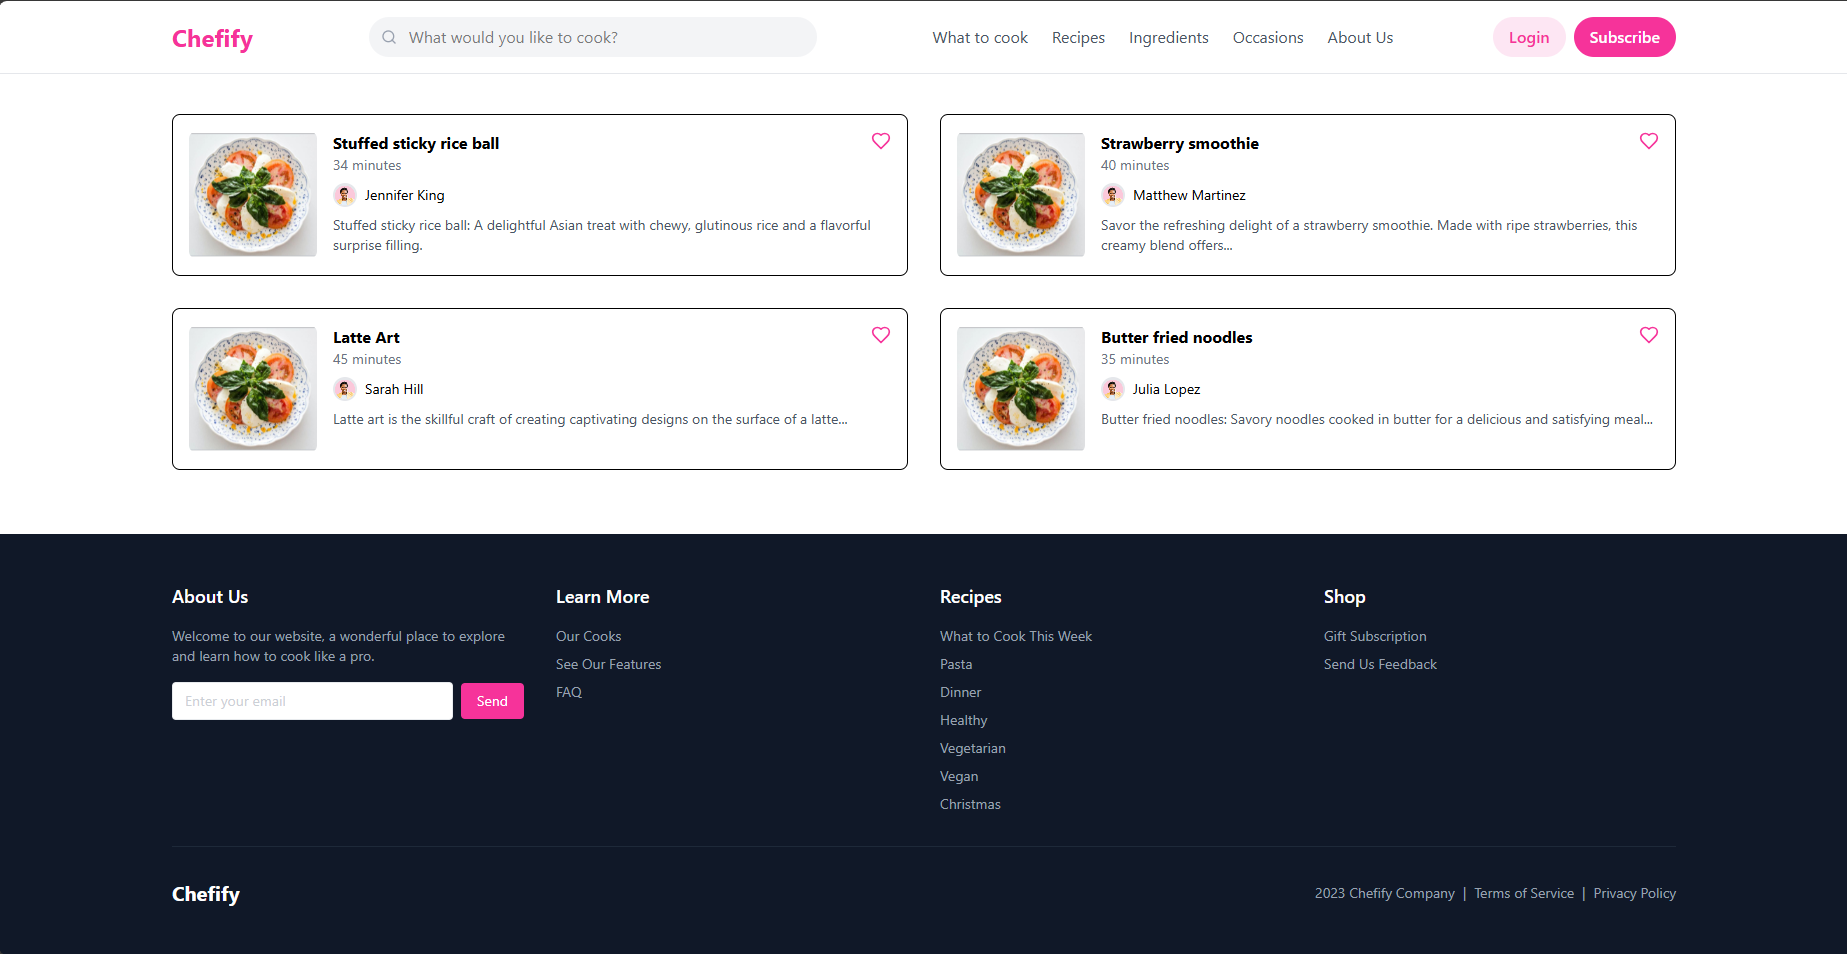 Chefify
What would you like to cook?
What to cook
Recipes
Ingredients
Occasions
About Us
Login
Subscribe
Stuffed sticky rice ball
34 minutes
Jennifer King
Stuffed sticky rice ball: A delightful Asian treat with chewy, glutinous rice and a flavorful
surprise filling.
Strawberry smoothie
40 minutes
Matthew Martinez
Savor the refreshing delight of a strawberry smoothie. Made with ripe strawberries, this
creamy blend offers...
Latte Art
45 minutes
Sarah Hill
Latte art is the skillful craft of creating captivating designs on the surface of a latte...
Butter fried noodles
35 minutes
Julia Lopez
Butter fried noodles: Savory noodles cooked in butter for a delicious and satisfying meal...
About Us
Welcome to our website, a wonderful place to explore
and learn how to cook like a pro.
Enter your email
Send
Learn More
Our Cooks
See Our Features
FAQ
Recipes
What to Cook This Week
Pasta
Dinner
Healthy
Vegetarian
Vegan
Christmas
Shop
Gift Subscription
Send Us Feedback
Chefify
2023 Chefify Company | Terms of Service | Privacy Policy